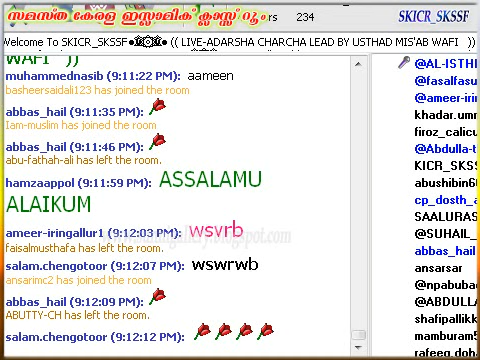 സമസ്ത കേരള ഇസ്ലാമിക് ക്ലാസ്സ് റൂം
rs 234
SKICR_SKSSF
Welcome To SKICR_SKSSF (( LIVE-ADARSHA CHARCHA LEAD BY USTHAD MIS'AB WAFI ))
WAFI ))
muhammednasib (9:11:22 PM): aameen
basheersaidali123 has joined the room
abbas_hail (9:11:35 PM):
Iam-muslim has joined the room
abbas_hail (9:11:46 PM):
abu-fathah-ali has left the room.
hamzaappol (9:11:59 PM): ASSALAMU
ALAIKUM
ameer-iringallur1 (9:12:03 PM): wsvrb
faisalmusthafa has left the room.
salam.chengotoor (9:12:07 PM): wswrwb
ansarimc2 has joined the room
abbas_hail (9:12:09 PM):
ABUTTY-CH has left the room.
salam.chengotoor (9:12:12 PM):
@AL-ISTHI
@fasalfasu
@ameer-iring
khadar.umm
firoz_calicu
@Abdulla-t
KICR_SKSS
abushibin60
cp_dosth_a
SAALURAS
@SUHAIL_
abbas_hail
ansarsar
@npabubac
@ABDULLA
shafipallikk
mamburam5
rafeeq.doha